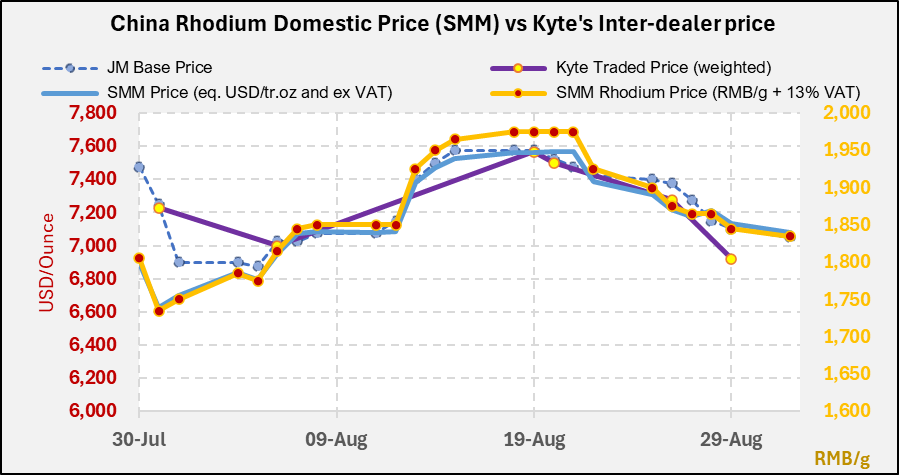 China Rhodium Domestic Price (SMM) vs Kyte's Inter-dealer price
JM Base Price
Kyte Traded Price (weighted)
SMM Price (eq. USD/tr.oz and ex VAT)
SMM Rhodium Price (RMB/g + 13% VAT)
7,800
7,600
7,400
7,200
7,000
6,800
6,600
6,400
6,200
6,000
USD/Ounce
2,000
1,950
1,900
1,850
1,800
1,750
1,700
1,650
1,600
30-Jul
09-Aug
19-Aug
29-Aug
RMB/g